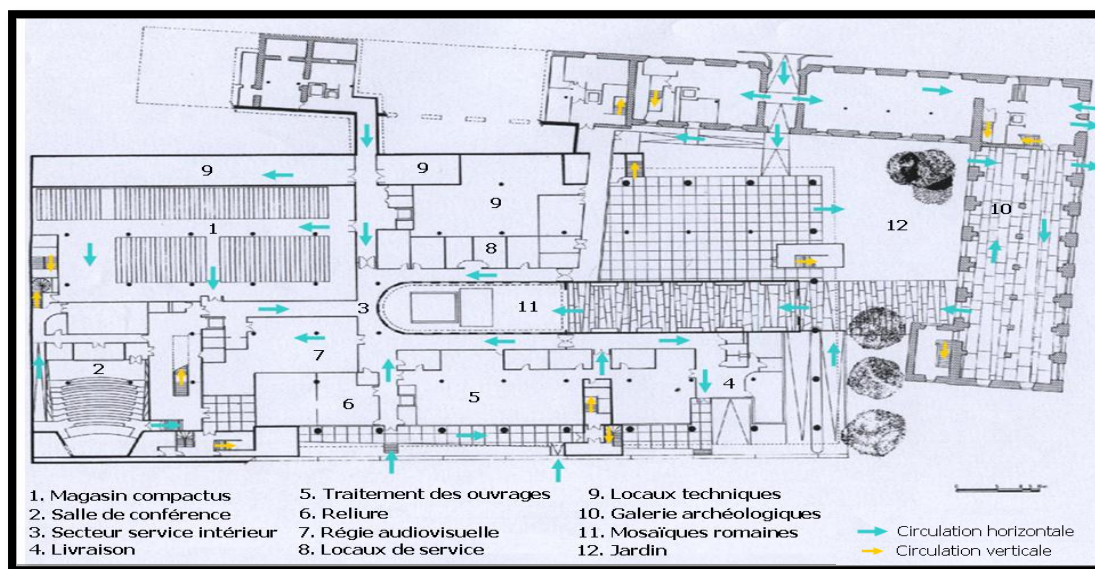 9
9
9
10
1
12
8
3
11
7
2
4
6
5
1. Magasin compactus
2. Salle de conférence
3. Secteur service intérieur
4. Livraison
5. Traitement des ouvrages
6. Reliure
7. Régie audiovisuelle
8. Locaux de service
9. Locaux techniques
10. Galerie archéologiques
11. Mosaïques romaines
12. Jardin
Circulation horizontale
Circulation verticale